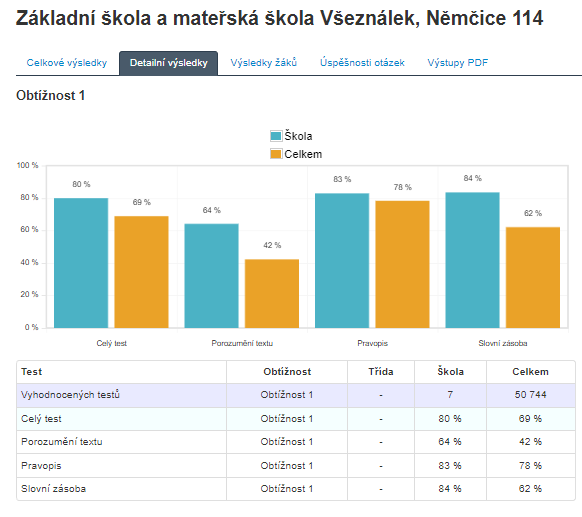 Základní škola a mateřská škola Všeználek, Němčice 114
Celkové výsledky Detailní výsledky Výsledky žáků Úspěšnosti otázek Výstupy PDF
Obtížnost 1
Škola
Celkem
100 %
80 %
60 %
40 %
20 %
0 %
80 % 69 % 64 % 42 % 83 % 78 % 84 % 62 %
Celý test Porozumění textu Pravopis Slovní zásoba
Test Obtížnost Třída Škola Celkem
Vyhodnocených testů Obtížnost 1 - 7 50 744
Celý test Obtížnost 1 - 80 % 69 %
Porozumění textu Obtížnost 1 - 64 % 42 %
Pravopis Obtížnost 1 - 83 % 78 %
Slovní zásoba Obtížnost 1 - 84 % 62 %